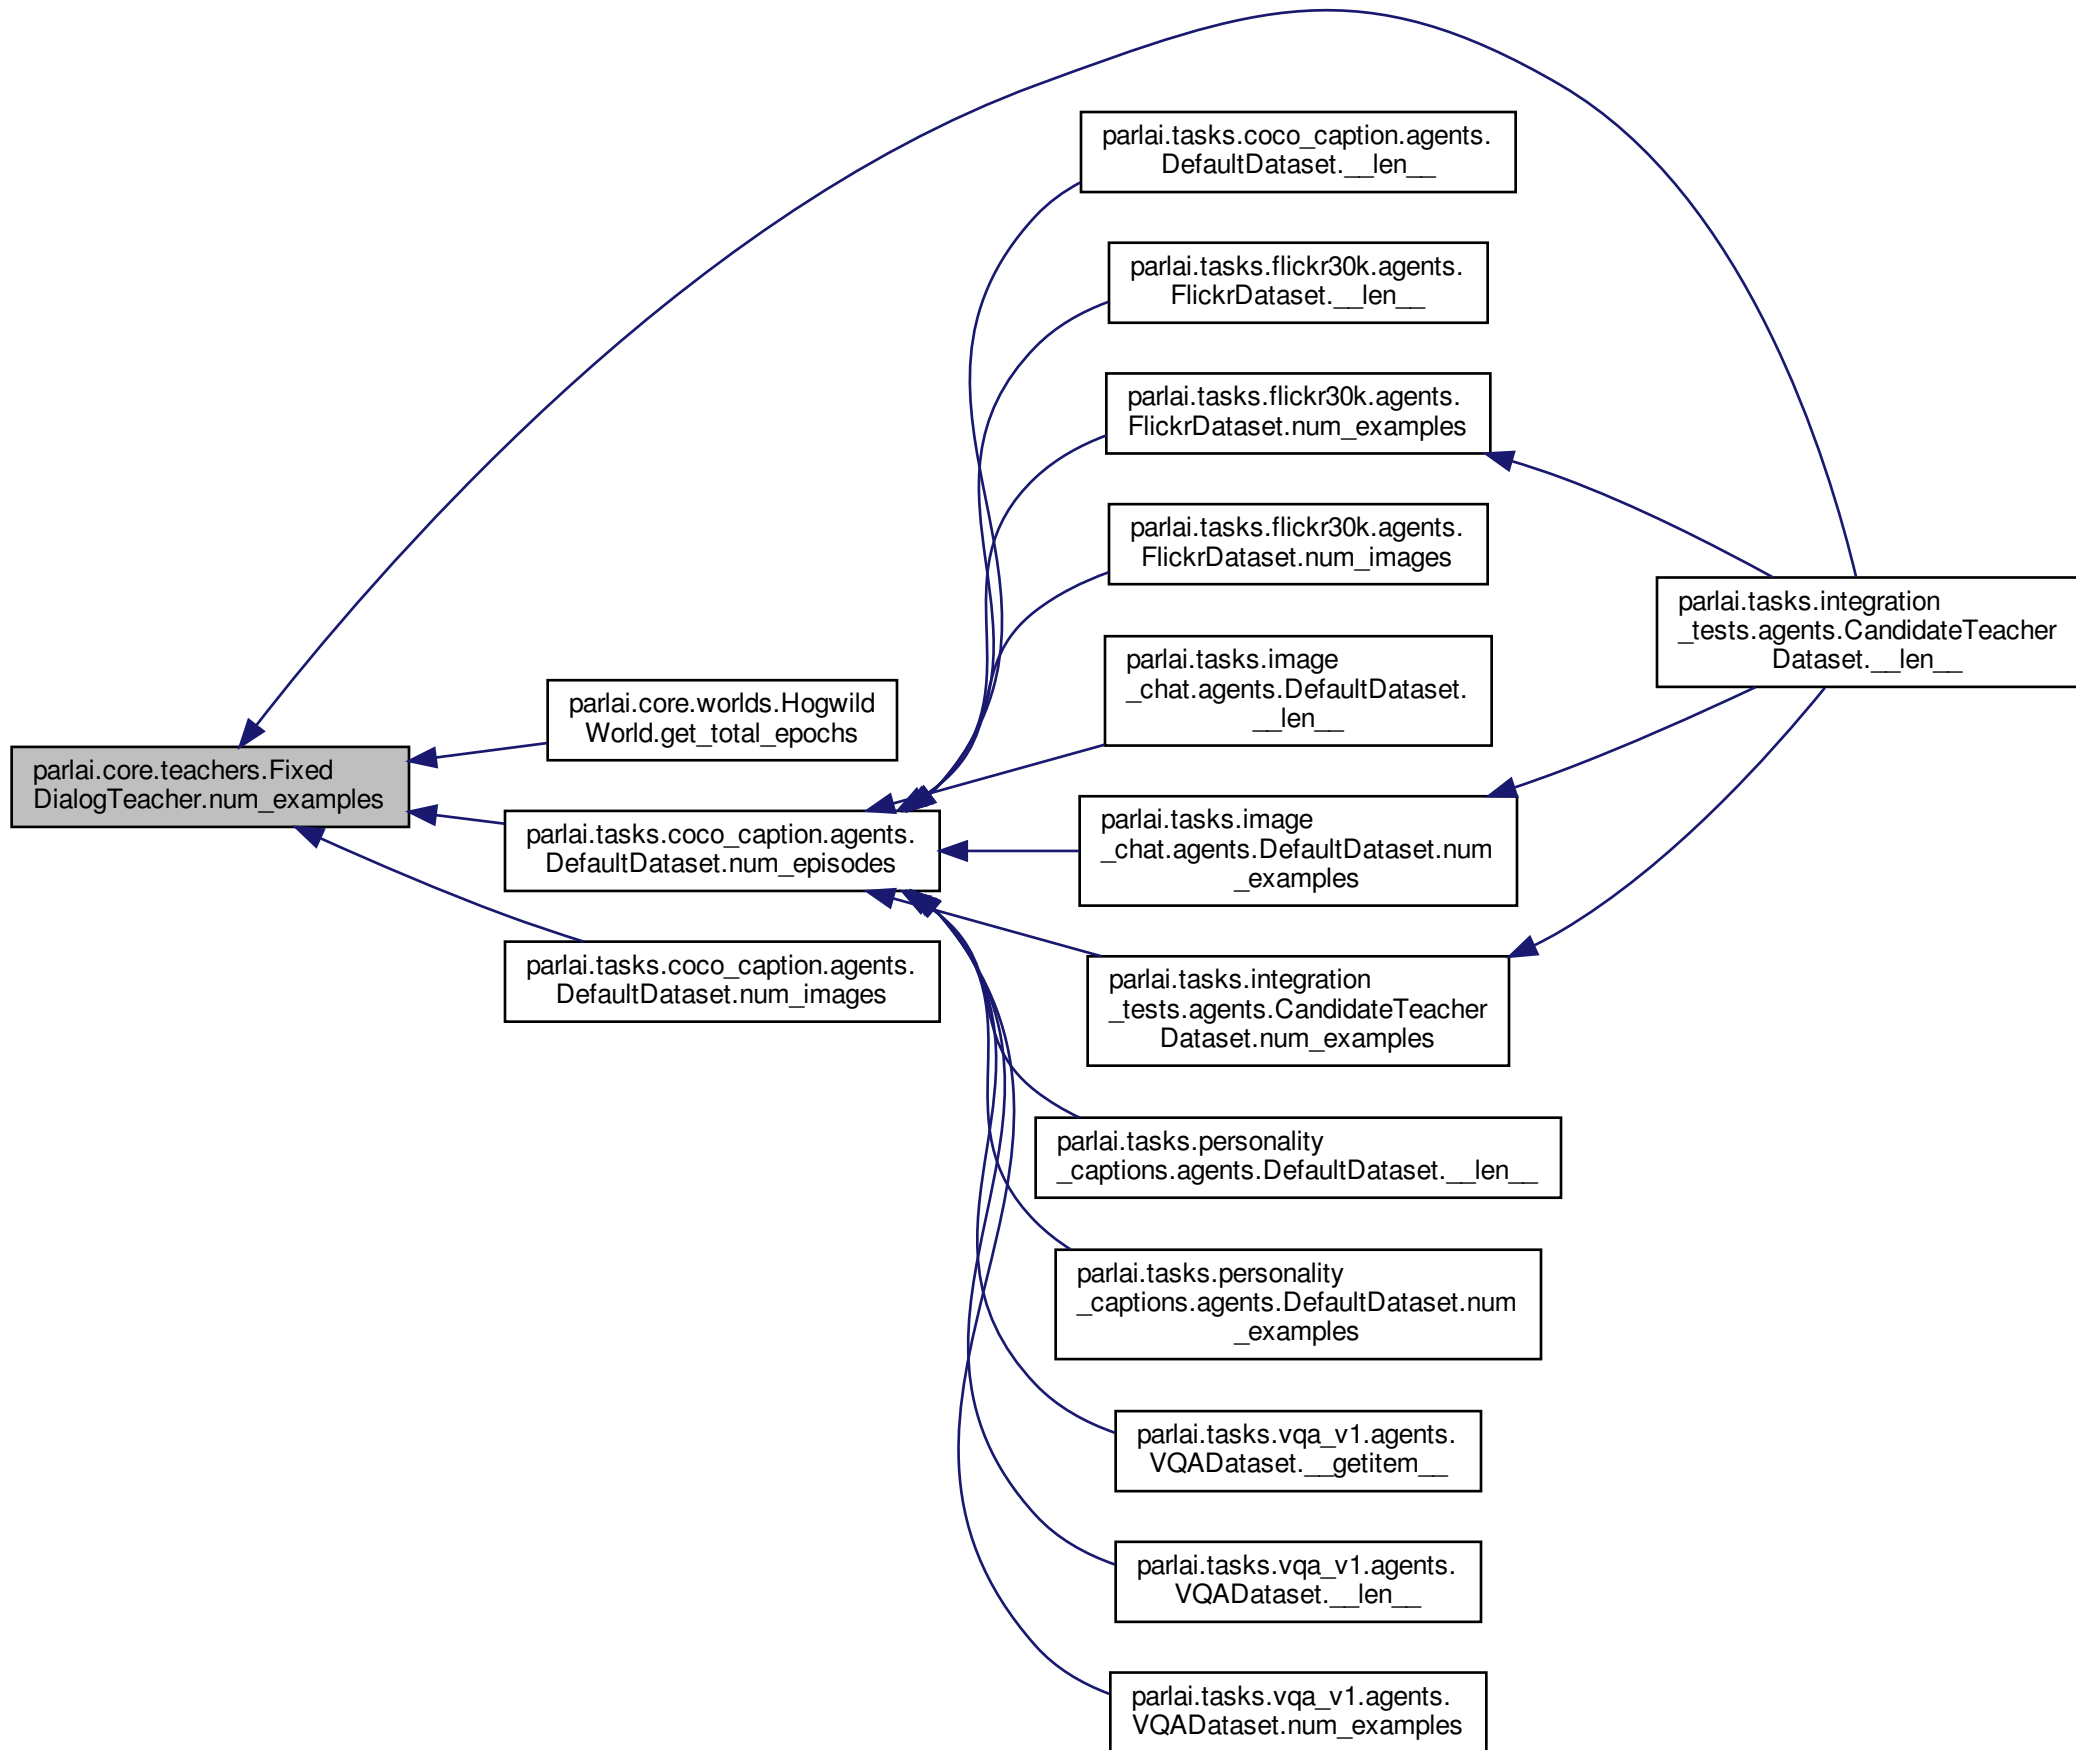 parlai.core.teachers.Fixed
DialogTeacher.num_examples
parlai.core.worlds.Hogwild
World.get_total_epochs
parlai.tasks.coco_caption.agents.
DefaultDataset.num_episodes
parlai.tasks.coco_caption.agents.
DefaultDataset.num_images
parlai.tasks.coco_caption.agents.
DefaultDataset.__len__
parlai.tasks.flickr30k.agents.
FlickrDataset.__len__
parlai.tasks.flickr30k.agents.
FlickrDataset.num_examples
parlai.tasks.flickr30k.agents.
FlickrDataset.num_images
parlai.tasks.image
_chat.agents.DefaultDataset.
__len__
parlai.tasks.image
_chat.agents.DefaultDataset.num
_examples
parlai.tasks.integration
_tests.agents.CandidateTeacher
Dataset.num_examples
parlai.tasks.personality
_captions.agents.DefaultDataset.__len__
parlai.tasks.personality
_captions.agents.DefaultDataset.num
_examples
parlai.tasks.vqa_v1.agents.
VQADataset.__getitem__
parlai.tasks.vqa_v1.agents.
VQADataset.__len__
parlai.tasks.vqa_v1.agents.
VQADataset.num_examples
parlai.tasks.integration
_tests.agents.CandidateTeacher
Dataset.__len__